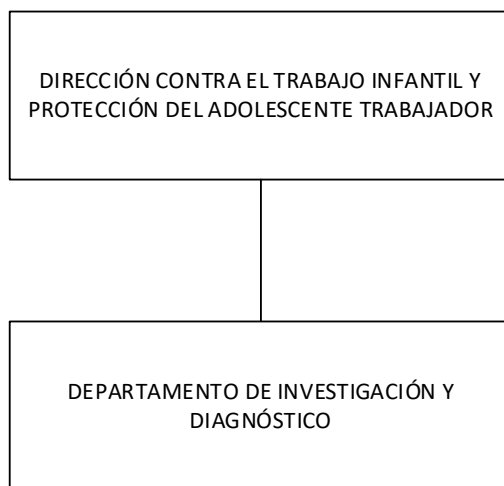 DIRECCIÓN CONTRA EL TRABAJO INFANTIL Y
PROTECCIÓN DEL ADOLESCENTE TRABAJADOR
DEPARTAMENTO DE INVESTIGACIÓN Y
DIAGNÓSTICO